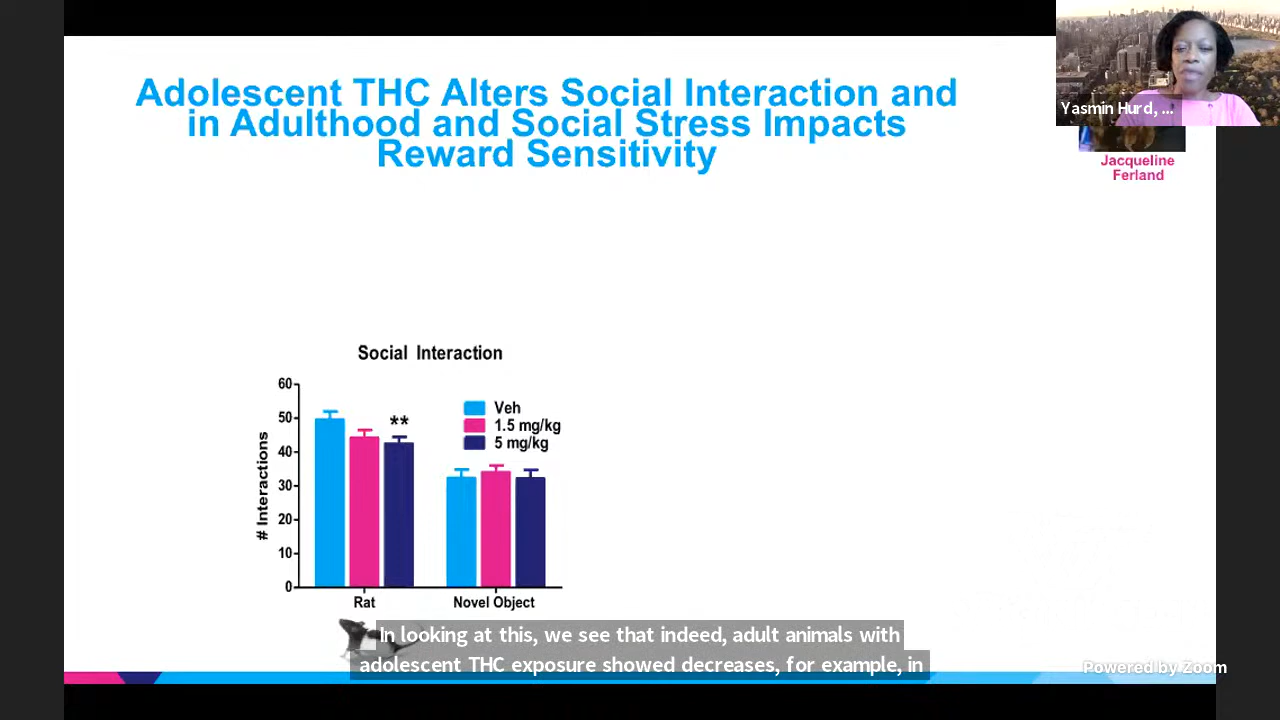 Adolescent THC Alters Social Interaction and
in Adulthood and Social Stress Impacts
Reward Sensitivity
Yasmin Hurd, ...
Jacqueline
Ferland
Social Interaction
60
50
40
30
20
10
0
# Interactions
**
Veh
1.5 mg/kg
5 mg/kg
Rat
Novel Object
In looking at this, we see that indeed, adult animals with
adolescent THC exposure showed decreases, for example, in
Powered by Zoom